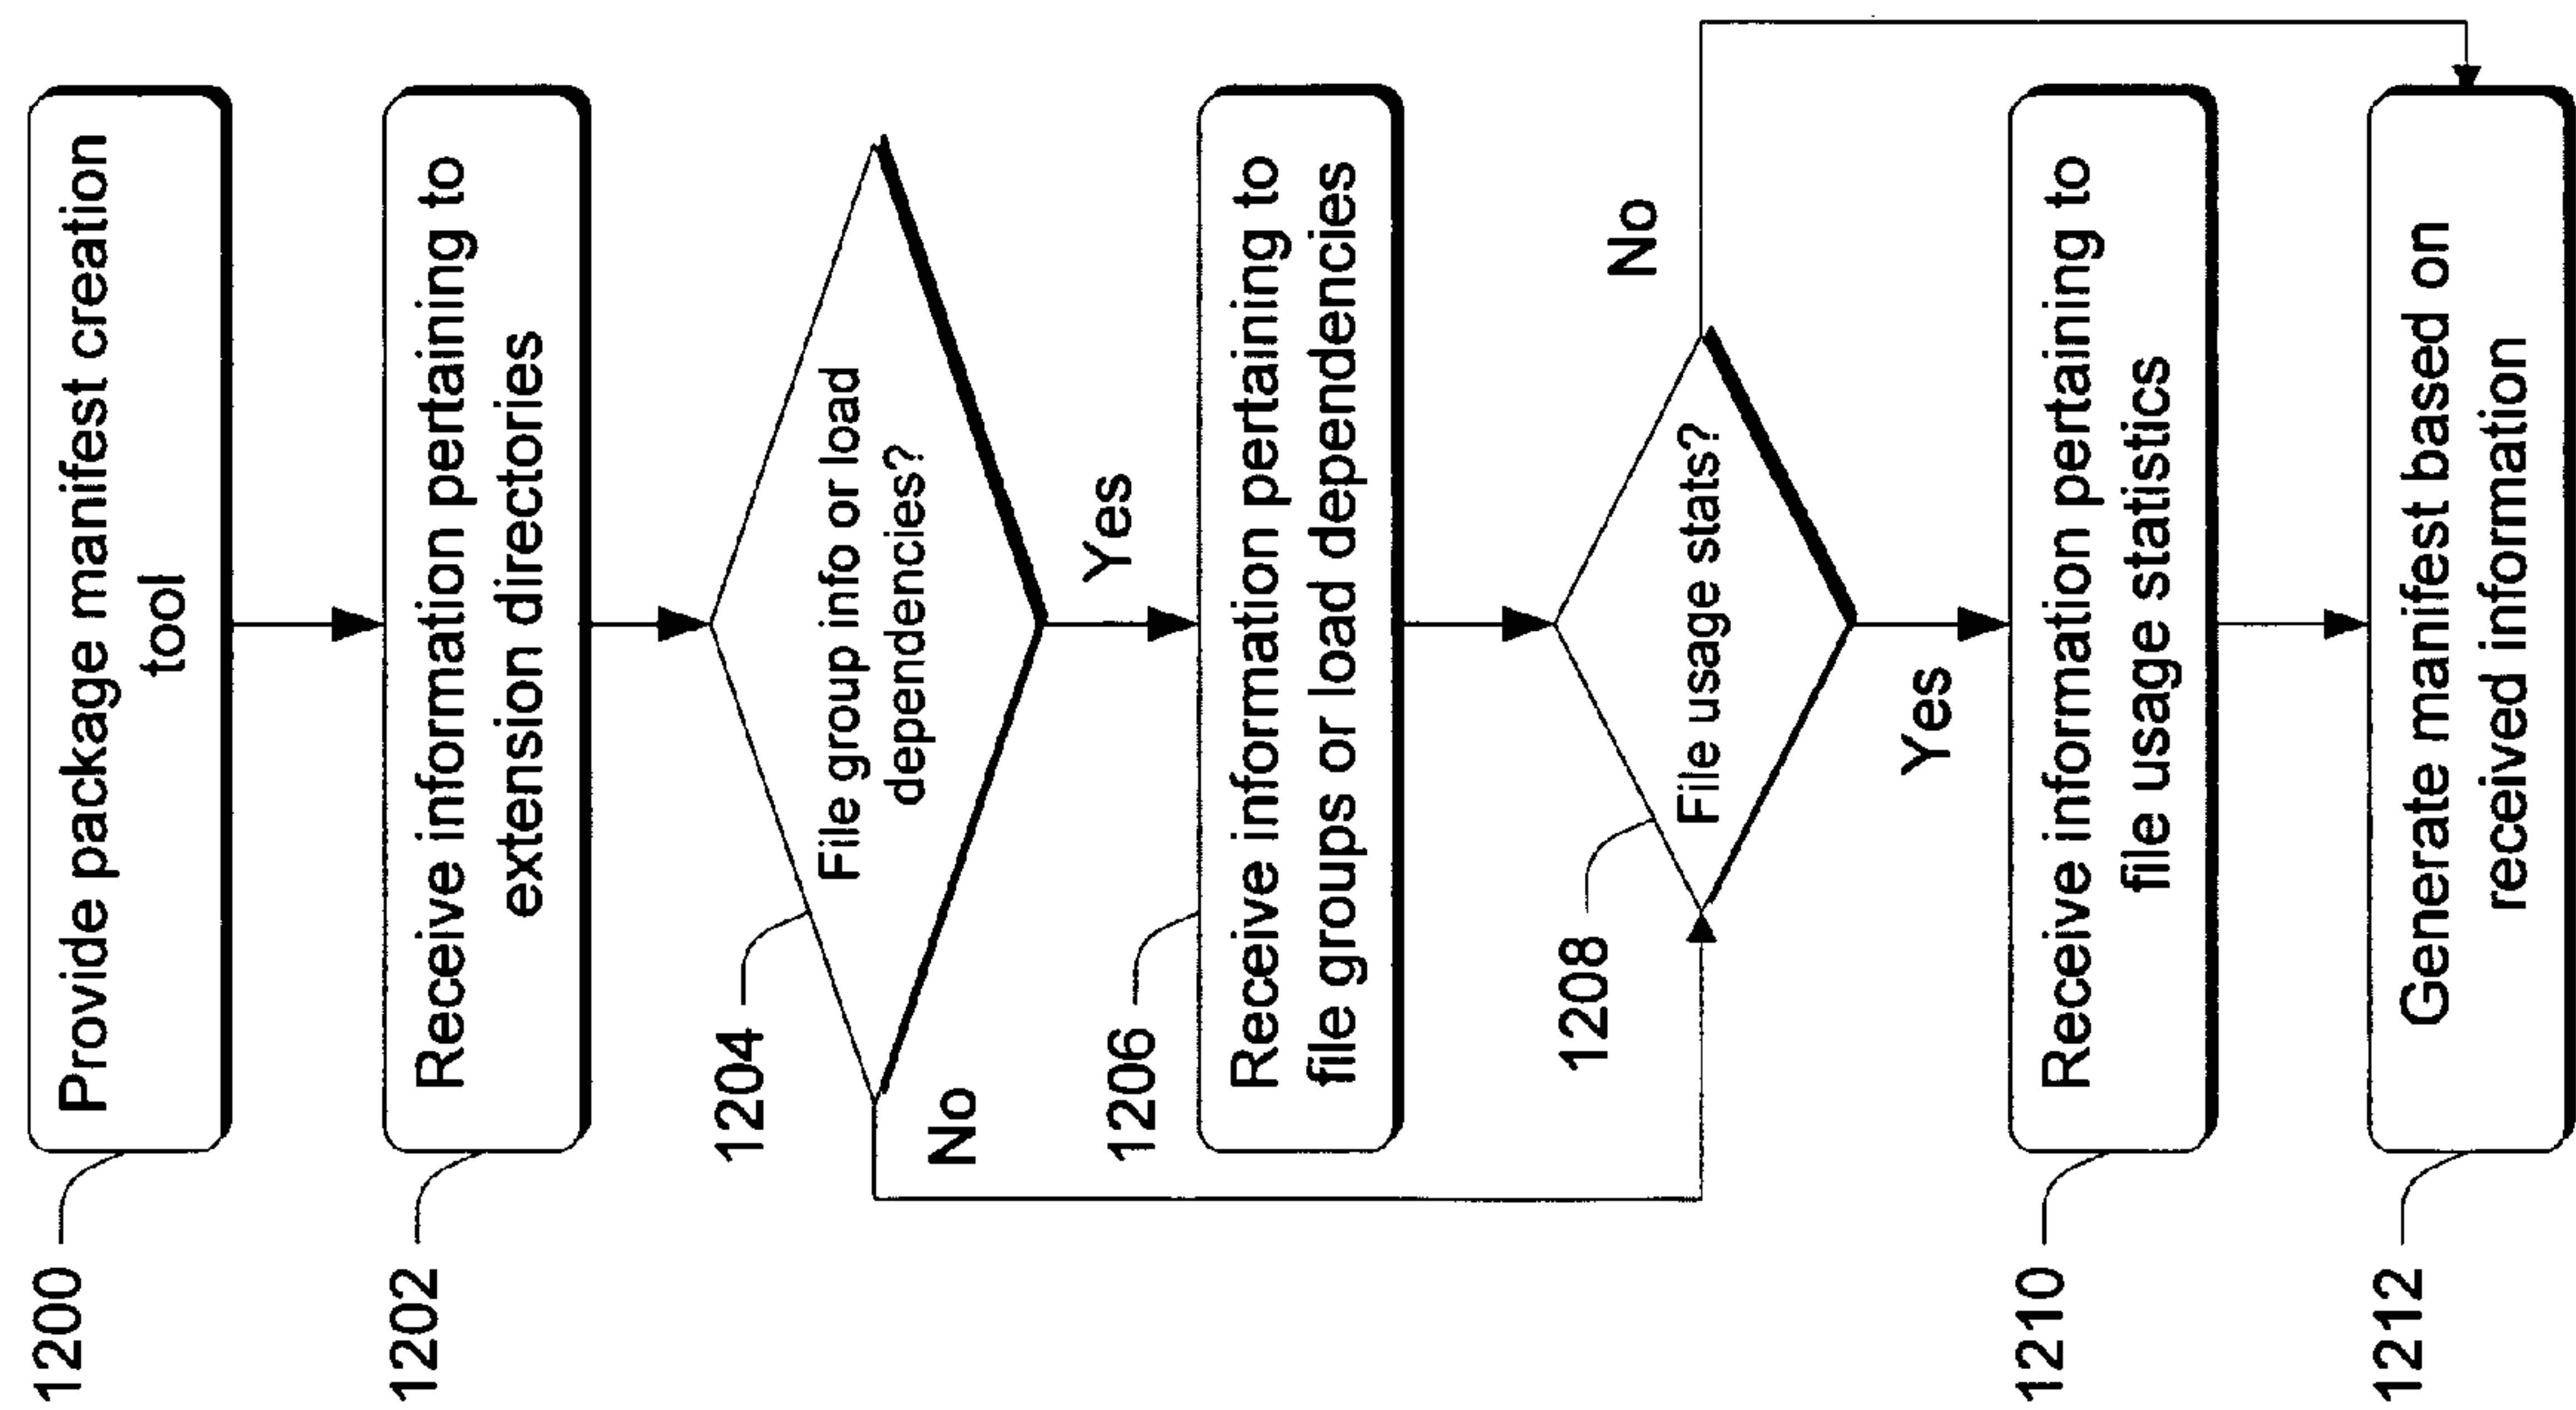 1200
Provide package manifest creation
tool
1202
Receive information pertaining to
extension directories
1204
File group info or load
dependencies?
No
Yes
1206
Receive information pertaining to
file groups or load dependencies
1208
File usage stats?
No
Yes
1210
Receive information pertaining to
file usage statistics
1212
Generate manifest based on
received information